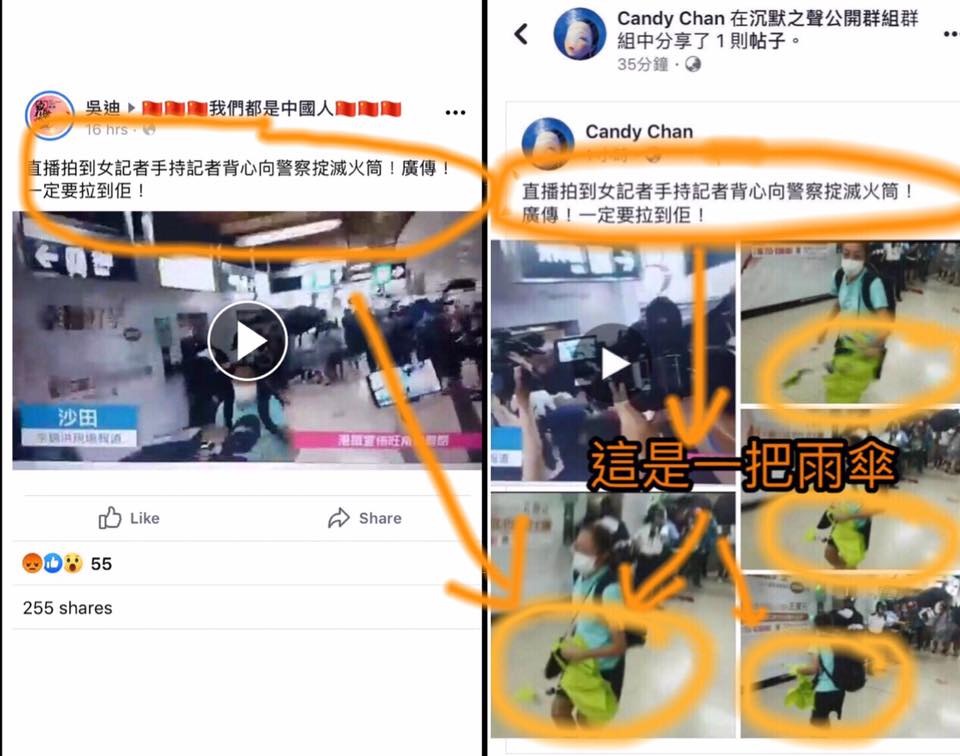 吳迪 ▸ 🇨🇳🇨🇳🇨🇳我們都是中國人🇨🇳🇨🇳🇨🇳
16 hrs ·
直播拍到女記者手持記者背心向警察掟滅火筒！廣傳！
一定要拉到佢！
沙田
現場報道
港鐵宣佈旺角
Like
Share
55
255 shares
Candy Chan 在沉默之聲公開群組群
組中分享了 1 則帖子。
35分鐘 ·
Candy Chan
直播拍到女記者手持記者背心向警察掟滅火筒！
廣傳！一定要拉到佢！
這是一把雨傘